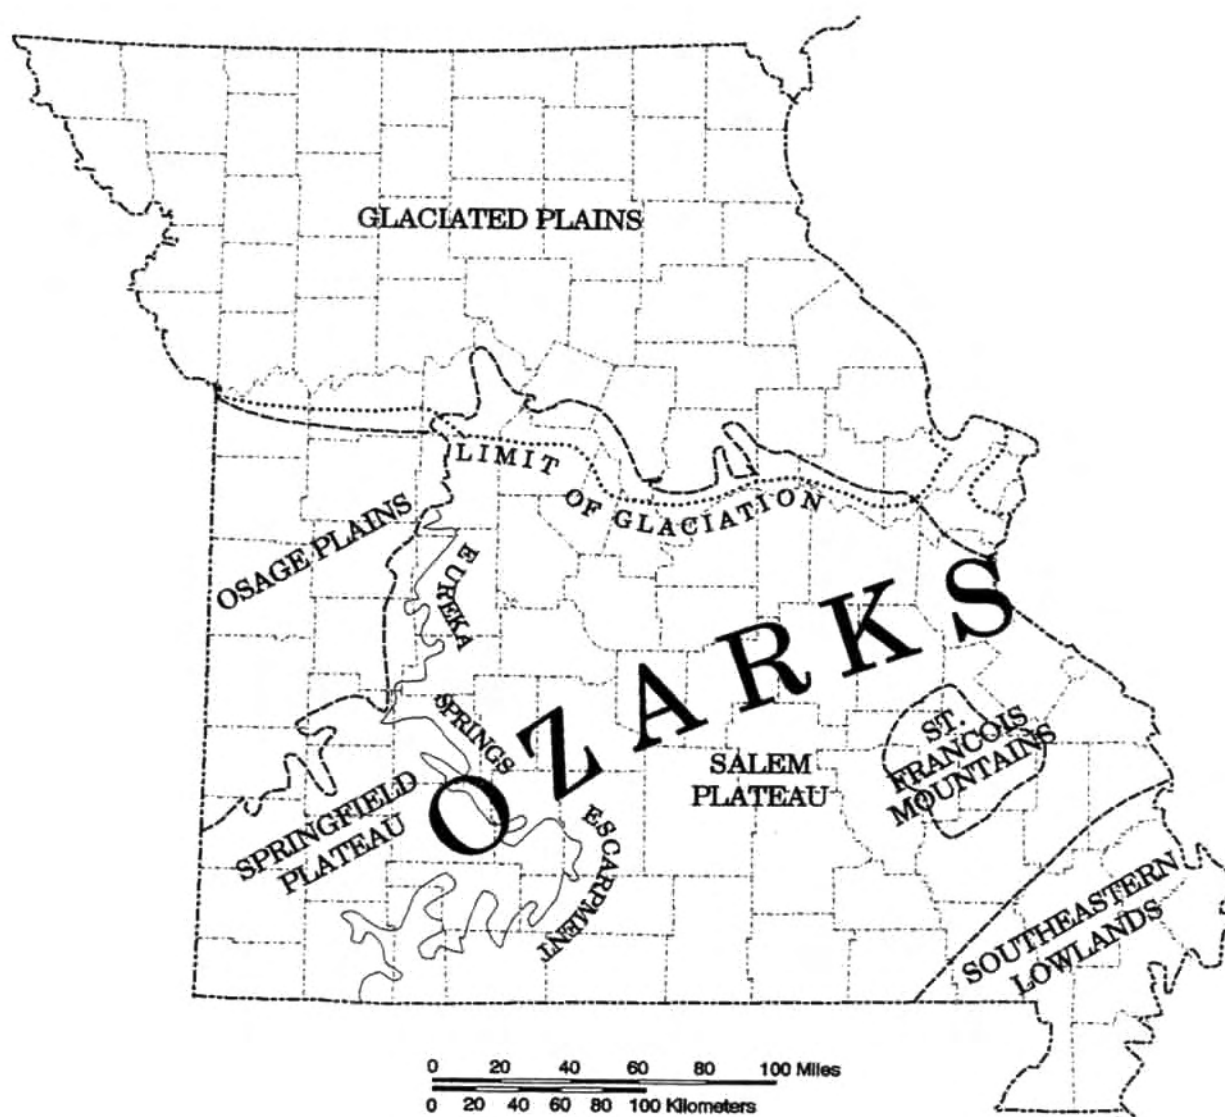 GLACIATED PLAINS
LIMIT OF GLACIATION
OSAGE PLAINS
EUREKA SPRINGS ESCARPMENT
OZARKS
ST.
FRANCOIS
MOUNTAINS
SALEM
PLATEAU
SPRINGFIELD
PLATEAU
SOUTHEASTERN
LOWLANDS
0 20 40 60 80 100 Miles
0 20 40 60 80 100 Kilometers